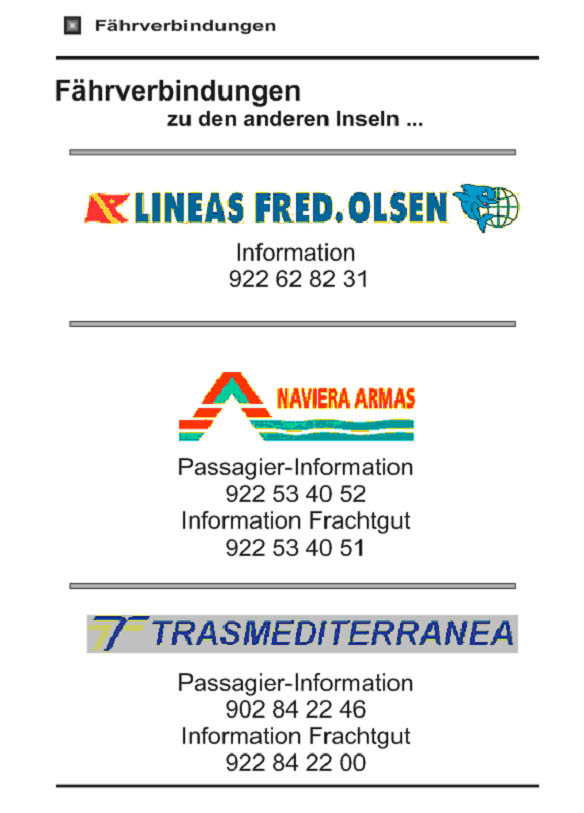 Fährverbindungen
Fährverbindungen
zu den anderen Inseln ...
LINEAS FRED.OLSEN
Information
922 62 82 31
NAVIERA ARMAS
Passagier-Information
922 53 40 52
Information Frachtgut
922 53 40 51
TRASMEDITERRANEA
Passagier-Information
902 84 22 46
Information Frachtgut
922 84 22 00